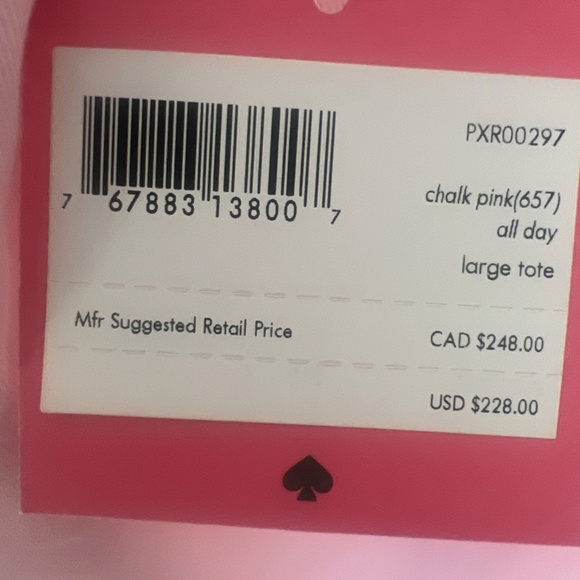 PXR00297
7 67883 13800 7
chalk pink(657)
all day
large tote
Mfr Suggested Retail Price CAD $248.00
USD $228.00